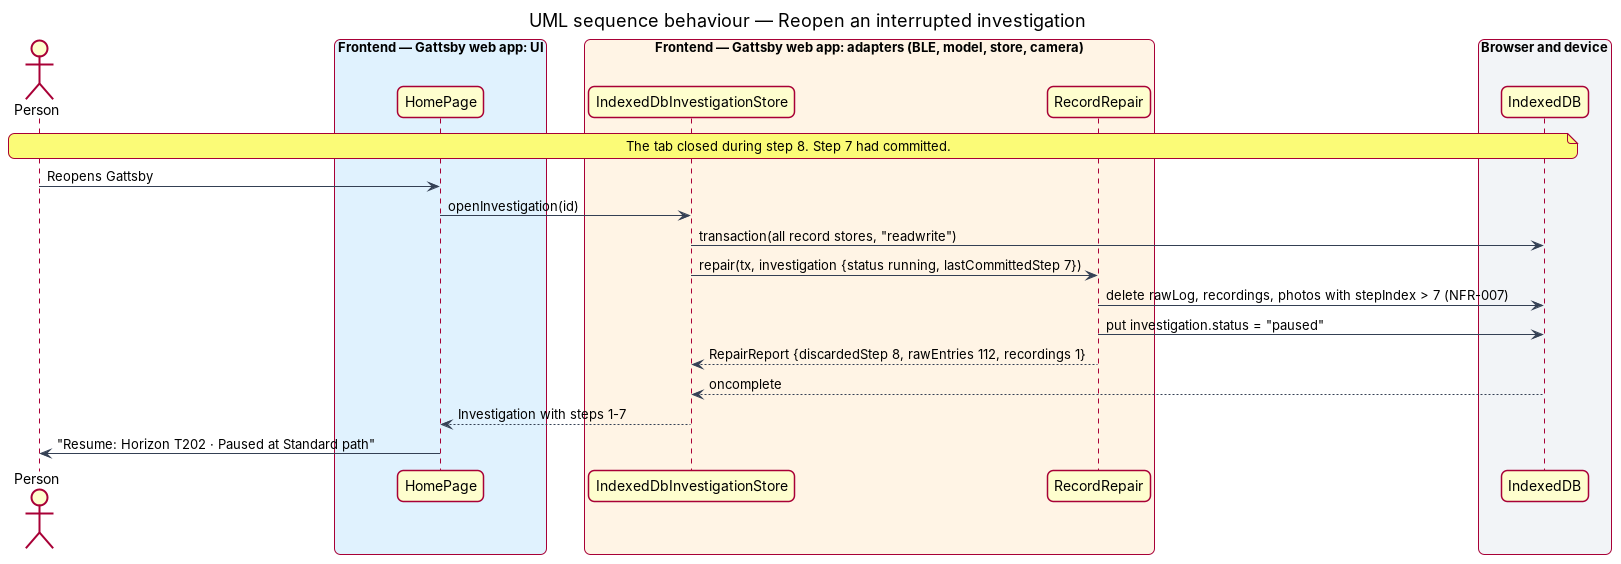 UML sequence behaviour — Reopen an interrupted investigation
Frontend — Gattsby web app: UI
Frontend — Gattsby web app: adapters (BLE, model, store, camera)
Browser and device
Person
HomePage
IndexedDbInvestigationStore
RecordRepair
IndexedDB
The tab closed during step 8. Step 7 had committed.
Reopens Gattsby
openInvestigation(id)
transaction(all record stores, "readwrite")
repair(tx, investigation {status running, lastCommittedStep 7})
delete rawLog, recordings, photos with stepIndex > 7 (NFR-007)
put investigation.status = "paused"
RepairReport {discardedStep 8, rawEntries 112, recordings 1}
oncomplete
Investigation with steps 1-7
"Resume: Horizon T202 · Paused at Standard path"
Person
HomePage
IndexedDbInvestigationStore
RecordRepair
IndexedDB